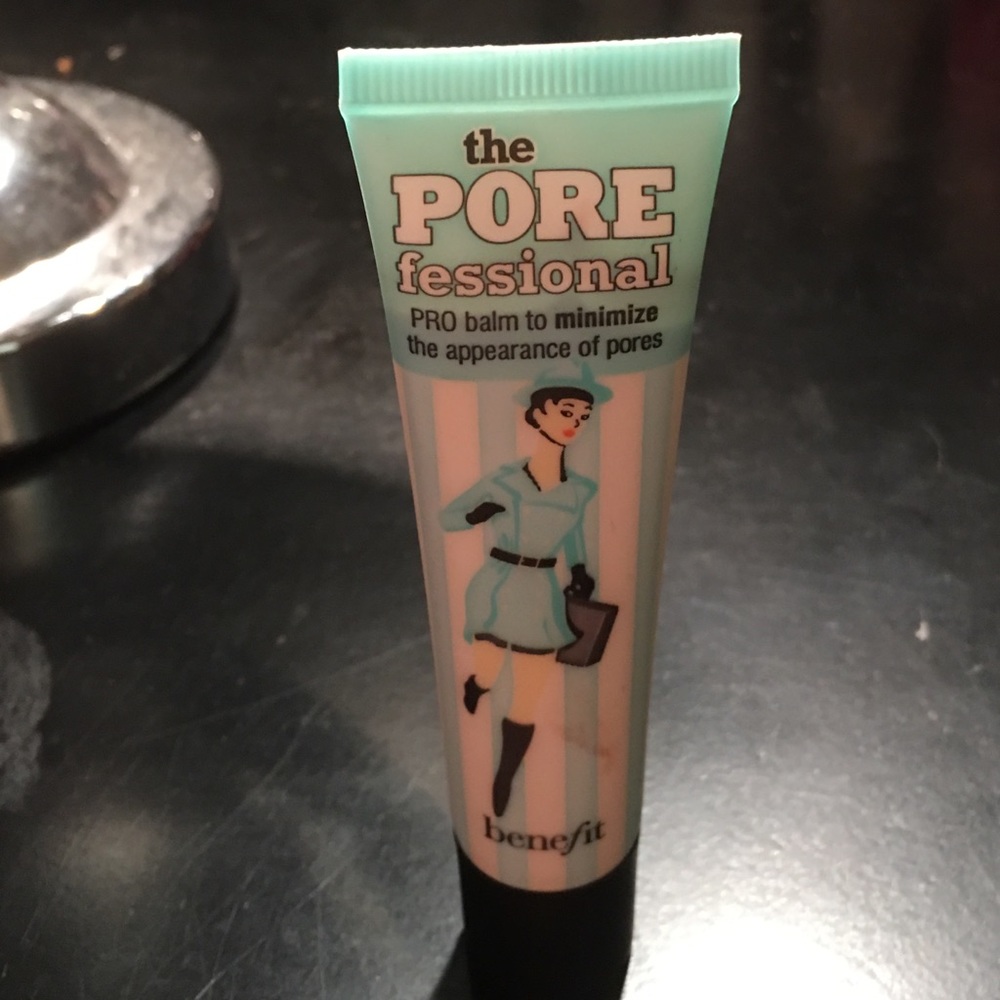 the
PORE
fessional
PRO balm to minimize
the appearance of pores
benefit